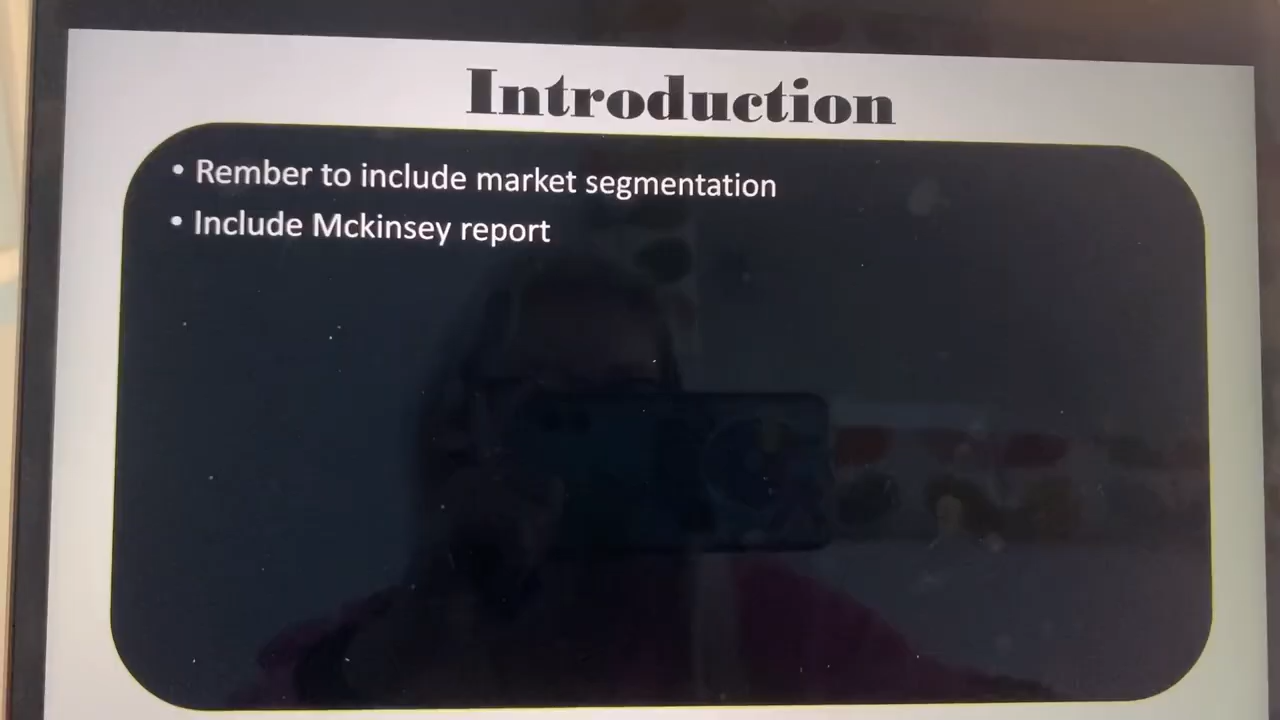 Introduction
• Rember to include market segmentation
• Include Mckinsey report